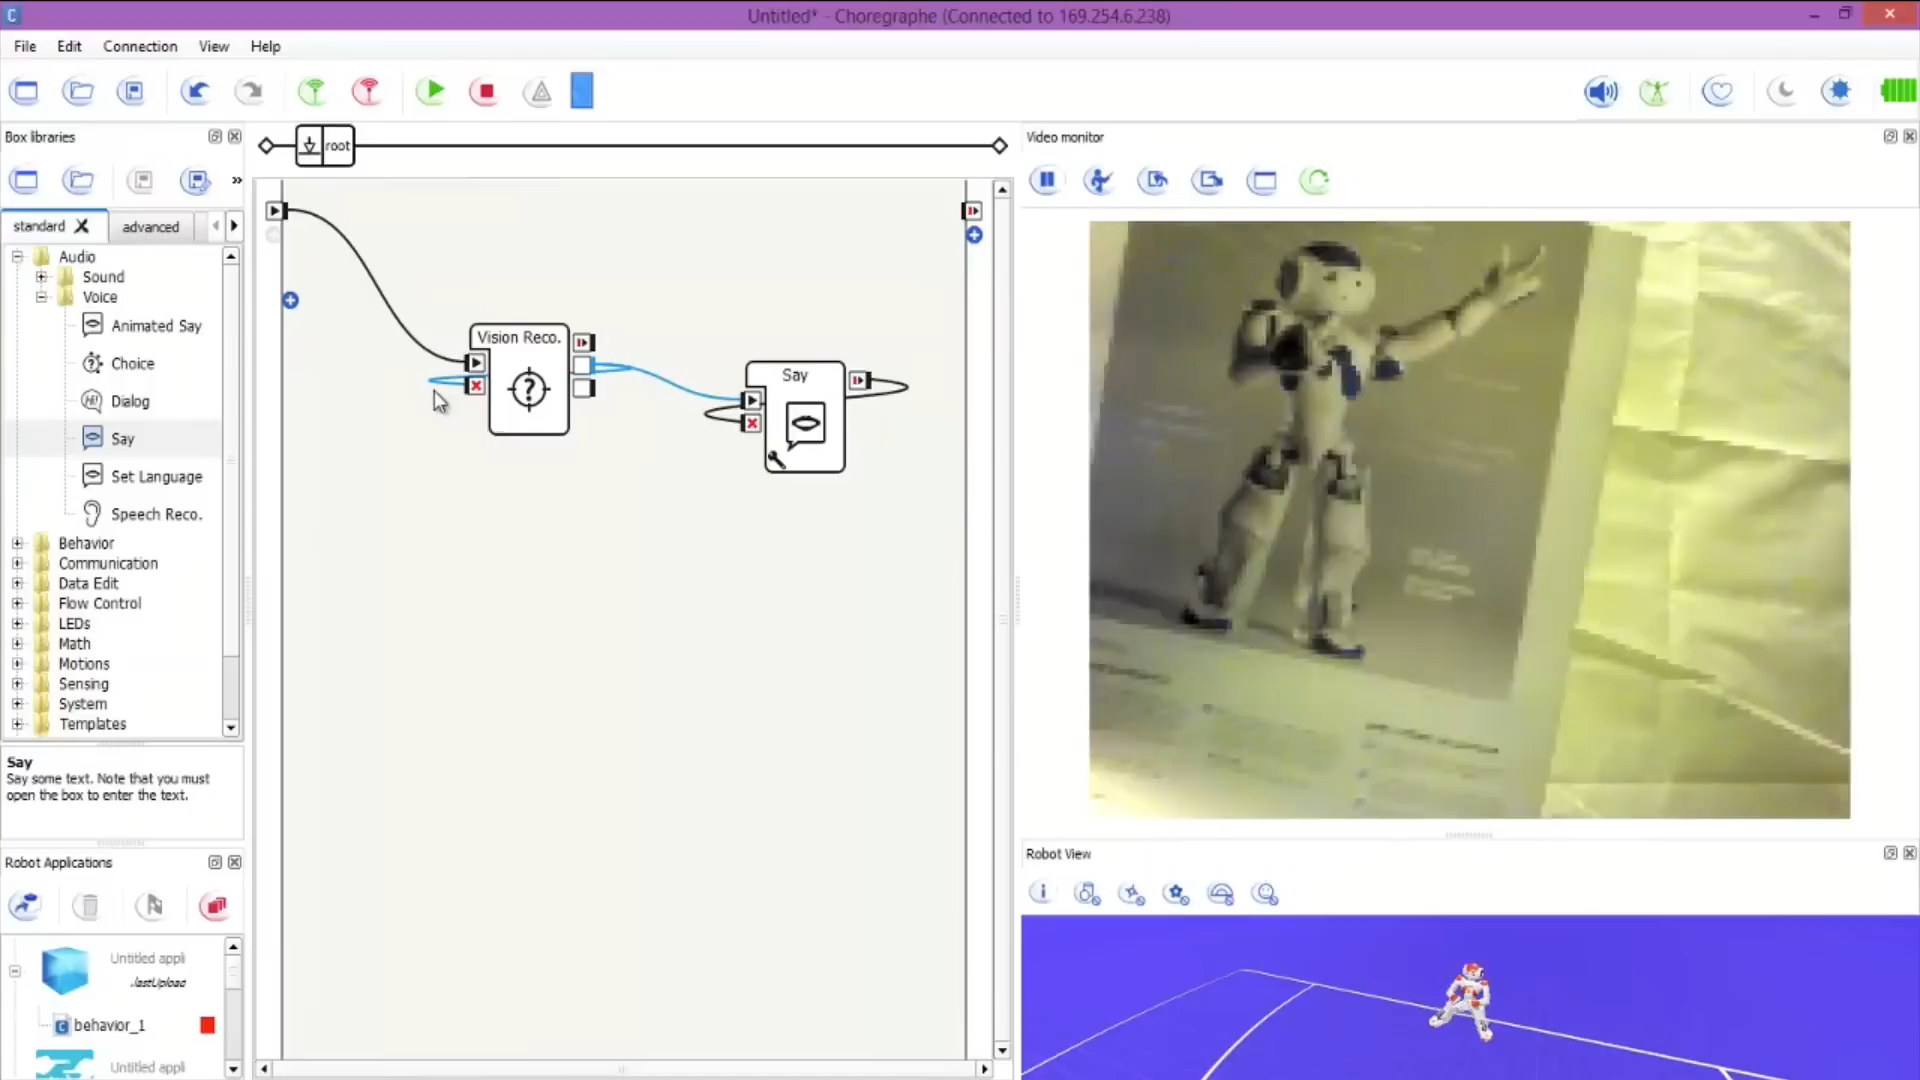 Untitled* - Choregraphe (Connected to 169.254.6.238)
File Edit Connection View Help
Box libraries
standard X advanced
Audio
Sound
Voice
Animated Say
Choice
Dialog
Say
Set Language
Speech Reco.
Behavior
Communication
Data Edit
Flow Control
LEDs
Math
Motions
Sensing
System
Templates
Say
Say some text. Note that you must
open the box to enter the text.
Robot Applications
Untitled appli
.lastUpload
behavior_1
Untitled appli
root
Vision Reco.
Say
Video monitor
Robot View